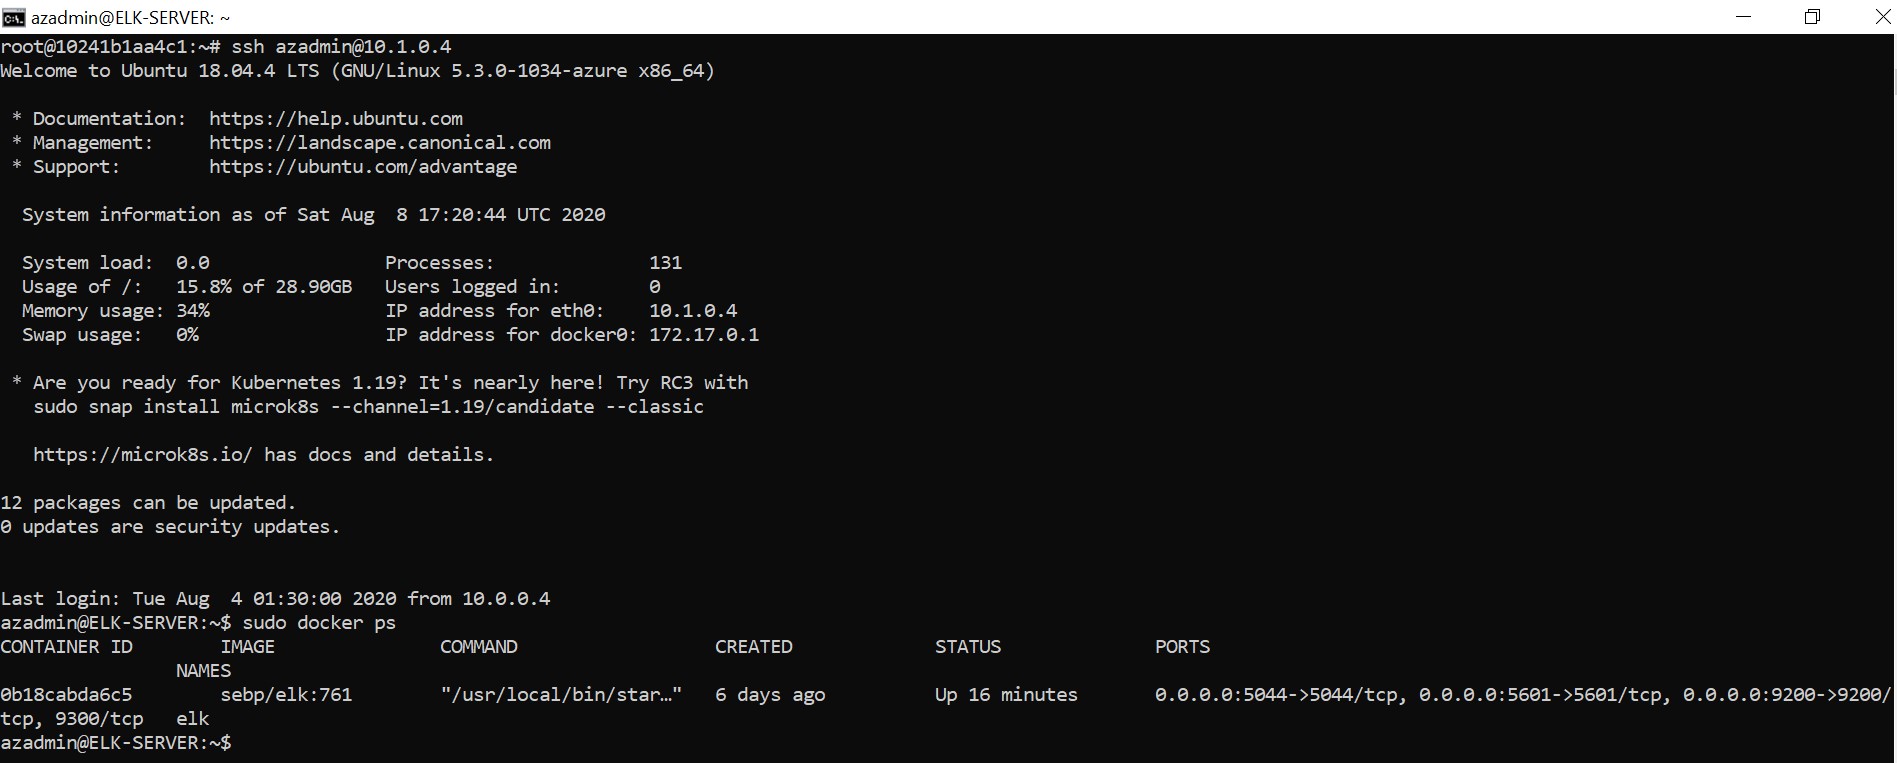 azadmin@ELK-SERVER: ~
root@10241b1aa4c1:~# ssh azadmin@10.1.0.4
Welcome to Ubuntu 18.04.4 LTS (GNU/Linux 5.3.0-1034-azure x86_64)
* Documentation:  https://help.ubuntu.com
* Management:     https://landscape.canonical.com
* Support:        https://ubuntu.com/advantage
System information as of Sat Aug  8 17:20:44 UTC 2020
System load:  0.0                Processes:              131
Usage of /:   15.8% of 28.90GB   Users logged in:        0
Memory usage: 34%                IP address for eth0:    10.1.0.4
Swap usage:   0%                 IP address for docker0: 172.17.0.1
* Are you ready for Kubernetes 1.19? It's nearly here! Try RC3 with
sudo snap install microk8s --channel=1.19/candidate --classic
https://microk8s.io/ has docs and details.
12 packages can be updated.
0 updates are security updates.
Last login: Tue Aug  4 01:30:00 2020 from 10.0.0.4
azadmin@ELK-SERVER:~$ sudo docker ps
CONTAINER ID        IMAGE               COMMAND                  CREATED             STATUS              PORTS
NAMES
0b18cabda6c5        sebp/elk:761        "/usr/local/bin/star…"   6 days ago          Up 16 minutes       0.0.0.0:5044->5044/tcp, 0.0.0.0:5601->5601/tcp, 0.0.0.0:9200->9200/
tcp, 9300/tcp   elk
azadmin@ELK-SERVER:~$